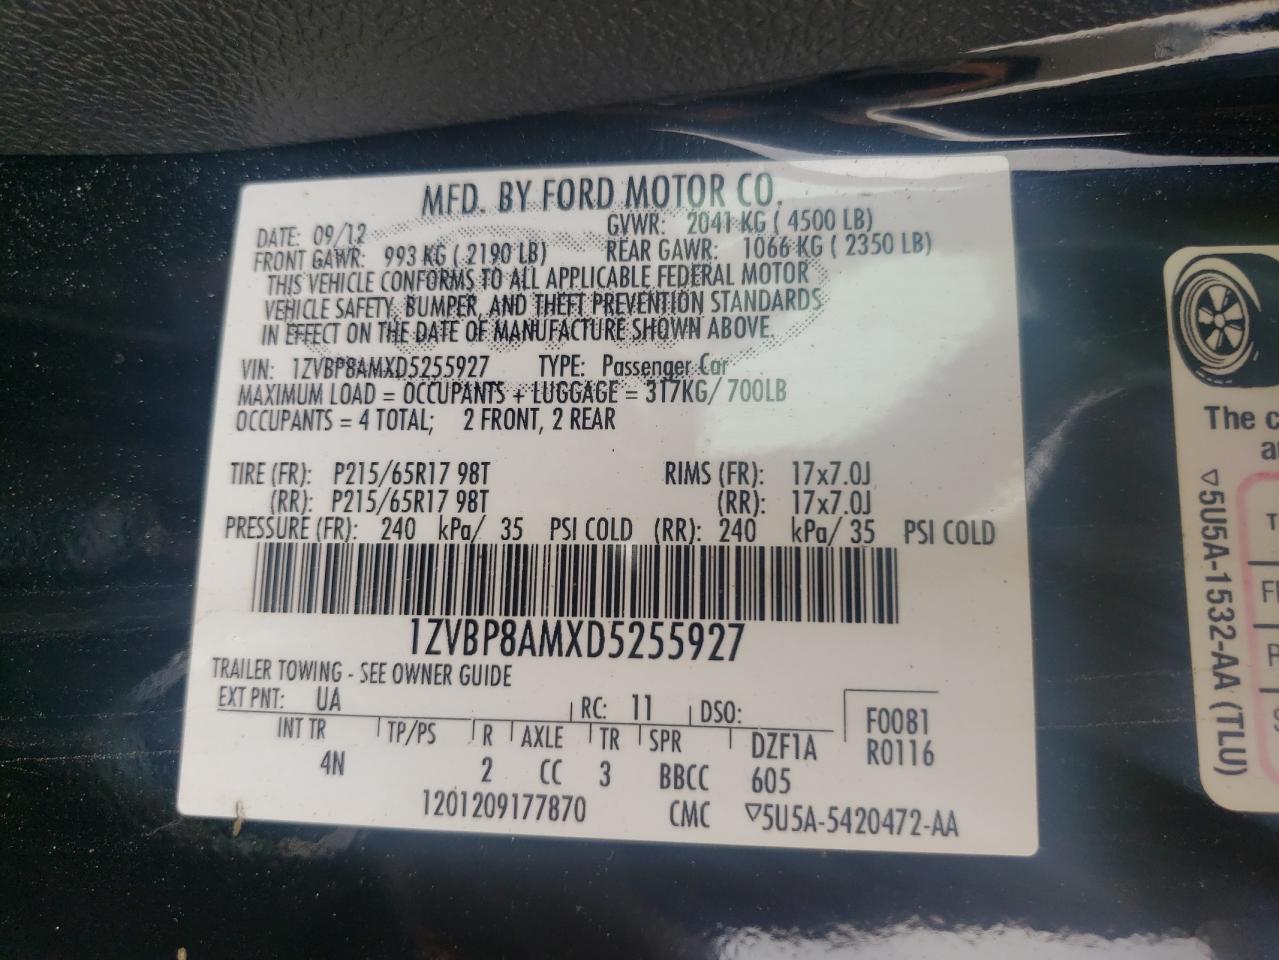 MFD. BY FORD MOTOR CO.
DATE: 09/12 GVWR: 2041 KG ( 4500 LB)
FRONT GAWR: 993 KG ( 2190 LB) REAR GAWR: 1066 KG ( 2350 LB)
THIS VEHICLE CONFORMS TO ALL APPLICABLE FEDERAL MOTOR
VEHICLE SAFETY, BUMPER, AND THEFT PREVENTION STANDARDS
IN EFFECT ON THE DATE OF MANUFACTURE SHOWN ABOVE.
VIN: 1ZVBP8AMXD5255927 TYPE: Passenger Car
MAXIMUM LOAD = OCCUPANTS + LUGGAGE = 317KG/ 700LB
OCCUPANTS = 4 TOTAL; 2 FRONT, 2 REAR
TIRE (FR): P215/65R17 98T RIMS (FR): 17x7.0J
(RR): P215/65R17 98T (RR): 17x7.0J
PRESSURE (FR): 240 kPa/ 35 PSI COLD (RR): 240 kPa/ 35 PSI COLD
1ZVBP8AMXD5255927
TRAILER TOWING - SEE OWNER GUIDE
EXT PNT: UA RC: 11 DSO: F0081
INT TR TP/PS R AXLE TR SPR DZF1A R0116
4N 2 CC 3 BBCC 605
1201209177870 CMC ▽5U5A-5420472-AA
The c
▽5U5A-1532-AA (TLU)